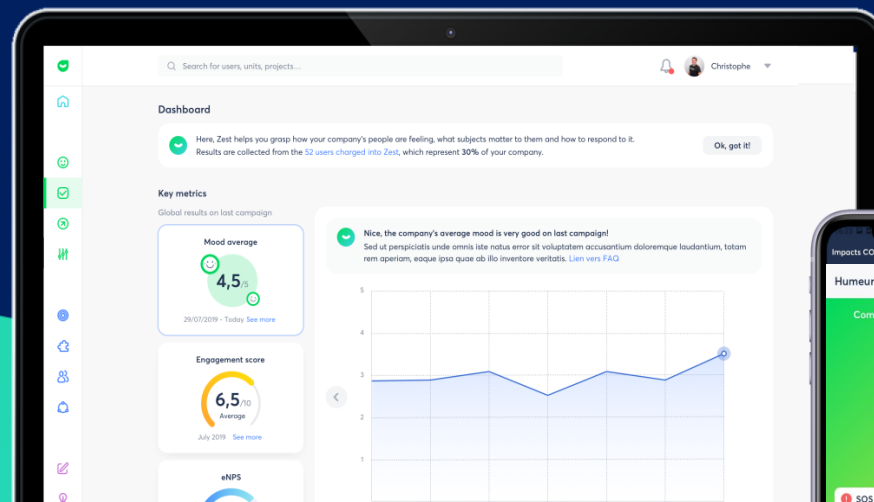 Search for users, units, projects...
Christophe
Dashboard
Here, Zest helps you grasp how your company's people are feeling, what subjects matter to them and how to respond to it.
Results are collected from the 52 users charged into Zest, which represent 30% of your company.
Ok, got it!
Key metrics
Global results on last campaign
Mood average
4,5/5
29/07/2019 - Today See more
Nice, the company's average mood is very good on last campaign!
Sed ut perspiciatis unde omnis iste natus error sit voluptatem accusantium doloremque laudantium, totam
rem aperiam, eaque ipsa quae ab illo inventore veritatis. Lien vers FAQ
5
4
3
2
1
Engagement score
6,5/10
Average
July 2019 See more
eNPS
Impacts CO
Humeur
Com
SOS